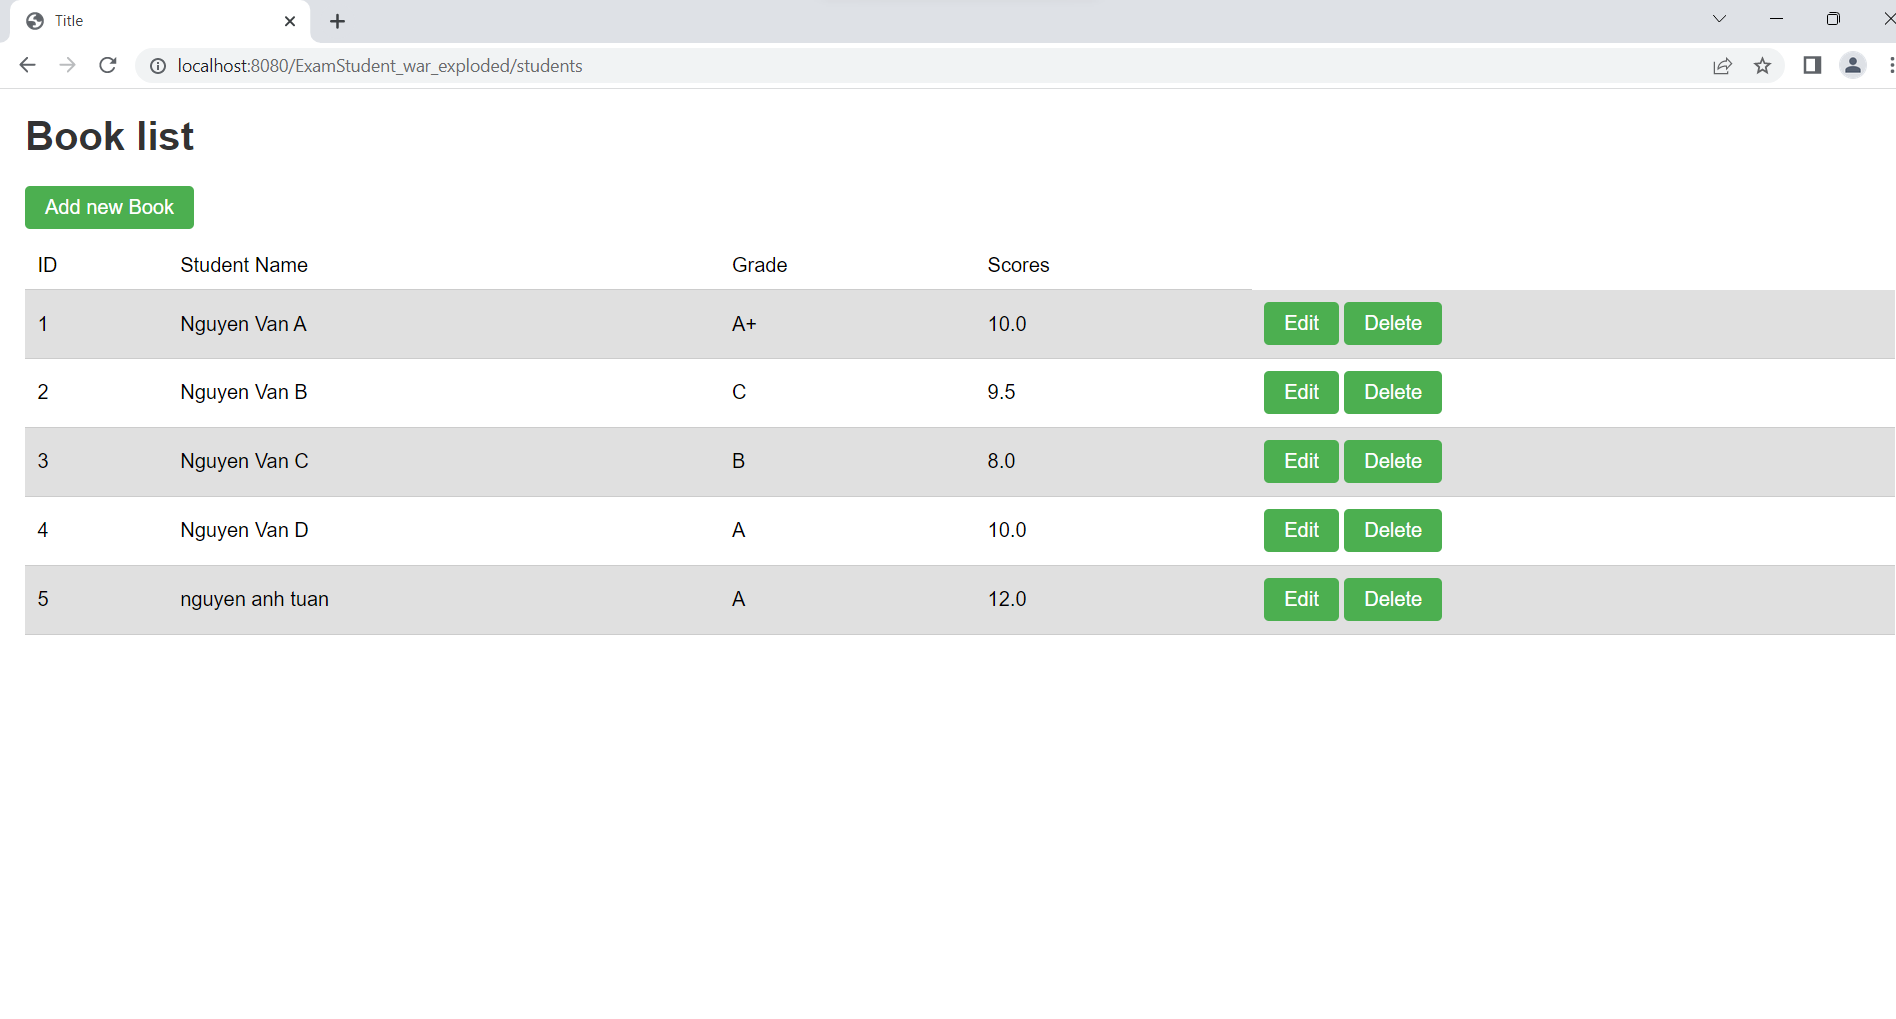 Title
localhost:8080/ExamStudent_war_exploded/students
Book list
Add new Book
ID Student Name Grade Scores
1 Nguyen Van A A+ 10.0 Edit Delete
2 Nguyen Van B C 9.5 Edit Delete
3 Nguyen Van C B 8.0 Edit Delete
4 Nguyen Van D A 10.0 Edit Delete
5 nguyen anh tuan A 12.0 Edit Delete